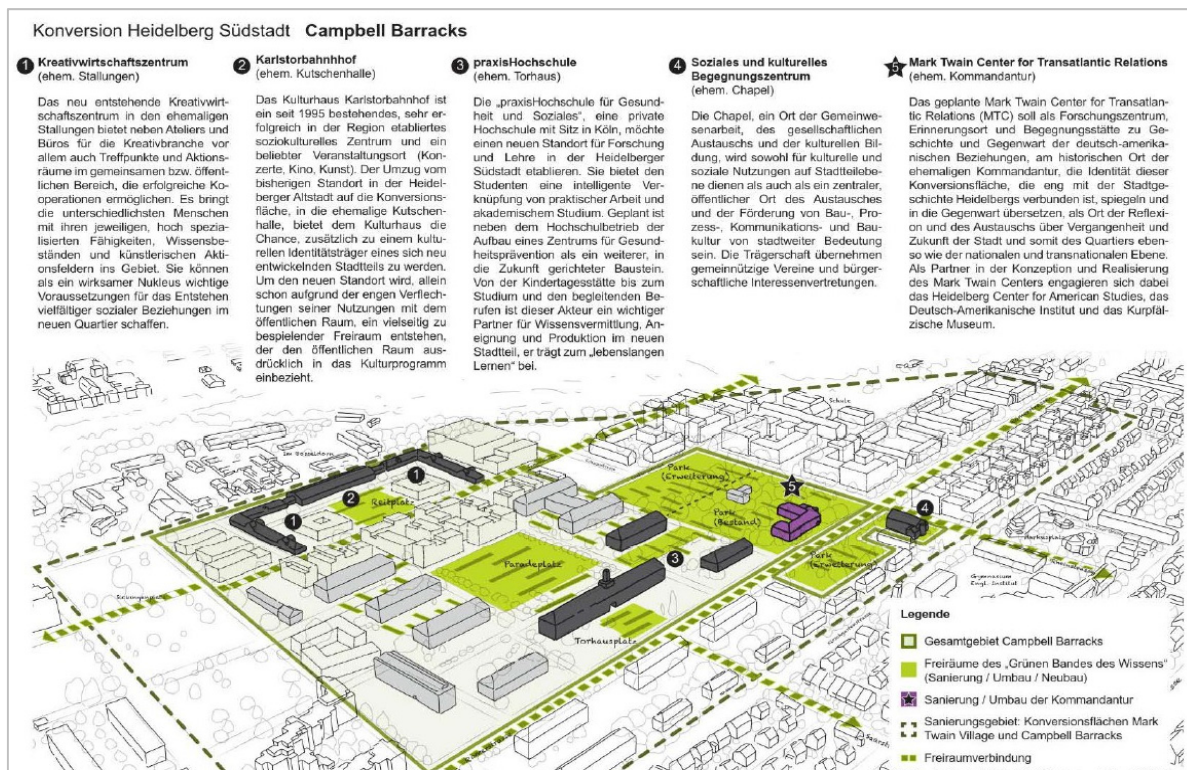 Konversion Heidelberg Südstadt Campbell Barracks
1 Kreativwirtschaftszentrum
(ehem. Stallungen)
Das neu entstehende Kreativwirt-
schaftszentrum in den ehemaligen
Stallungen bietet neben Ateliers und
Büros für die Kreativbranche vor
allem auch Treffpunkte und Aktions-
räume im gemeinsamen bzw. öffent-
lichen Bereich, die erfolgreiche Ko-
operationen ermöglichen. Es bringt
die unterschiedlichsten Menschen
mit ihren jeweiligen, hoch spezia-
lisierten Fähigkeiten, Wissensbe-
ständen und künstlerischen Akti-
onsfeldern ins Gebiet. Sie können
als ein wirksamer Nukleus wichtige
Voraussetzungen für das Entstehen
vielfältiger sozialer Beziehungen im
neuen Quartier schaffen.
2 Karlstorbahnhhof
(ehem. Kutschenhalle)
Das Kulturhaus Karlstorbahnhof ist
ein seit 1995 bestehendes, sehr er-
folgreich in der Region etabliertes
soziokulturelles Zentrum und ein
beliebter Veranstaltungsort (Kon-
zerte, Kino, Kunst). Der Umzug vom
bisherigen Standort in der Heidel-
berger Altstadt auf die Konversions-
fläche, in die ehemalige Kutschen-
halle, bietet dem Kulturhaus die
Chance, zusätzlich zu einem kultu-
rellen Identitätsträger eines sich neu
entwickelnden Stadtteils zu werden.
Um den neuen Standort wird, allein
schon aufgrund der engen Verflech-
tungen seiner Nutzungen mit dem
öffentlichen Raum, ein vielseitig zu
bespielender Freiraum entstehen,
der den öffentlichen Raum aus-
drücklich in das Kulturprogramm
einbezieht.
3 praxisHochschule
(ehem. Torhaus)
Die „praxisHochschule für Gesund-
heit und Soziales“, eine private
Hochschule mit Sitz in Köln, möchte
einen neuen Standort für Forschung
und Lehre in der Heidelberger
Südstadt etablieren. Sie bietet den
Studenten eine intelligente Ver-
knüpfung von praktischer Arbeit und
akademischem Studium. Geplant ist
neben dem Hochschulbetrieb der
Aufbau eines Zentrums für Gesund-
heitsprävention als ein weiterer, in
die Zukunft gerichteter Baustein.
Von der Kindertagesstätte bis zum
Studium und den begleitenden Be-
rufen ist dieser Akteur ein wichtiger
Partner für Wissensvermittlung, An-
eignung und Produktion im neuen
Stadtteil, er trägt zum „lebenslangen
Lernen“ bei.
4 Soziales und kulturelles
Begegnungszentrum
(ehem. Chapel)
Die Chapel, ein Ort der Gemeinwe-
senarbeit, des gesellschaftlichen
Austauschs und der kulturellen Bil-
dung, wird sowohl für kulturelle und
soziale Nutzungen auf Stadtteilebe-
ne dienen als auch als ein zentraler,
öffentlicher Ort des Austausches
und der Förderung von Bau-, Pro-
zess-, Kommunikations- und Bau-
kultur von stadtweiter Bedeutung
sein. Die Trägerschaft übernehmen
gemeinnützige Vereine und bürger-
schaftliche Interessenvertretungen.
5 Mark Twain Center for Transatlantic Relations
(ehem. Kommandantur)
Das geplante Mark Twain Center for Transatlan-
tic Relations (MTC) soll als Forschungszentrum,
Erinnerungsort und Begegnungsstätte zu Ge-
schichte und Gegenwart der deutsch-amerika-
nischen Beziehungen, am historischen Ort der
ehemaligen Kommandantur, die Identität dieser
Konversionsfläche, die eng mit der Stadtge-
schichte Heidelbergs verbunden ist, spiegeln und
in die Gegenwart übersetzen, als Ort der Reflexi-
on und des Austauschs über Vergangenheit und
Zukunft der Stadt und somit des Quartiers eben-
so wie der nationalen und transnationalen Ebene.
Als Partner in der Konzeption und Realisierung
des Mark Twain Centers engagieren sich dabei
das Heidelberg Center for American Studies, das
Deutsch-Amerikanische Institut und das Kurpfäl-
zische Museum.
Schule
1
2
Reitplatz
1
Park
(Erweiterung)
5
Park
(Bestand)
4
Markusplatz
3
Park
(Erweiterung)
Paradeplatz
Gymnasium
Engl. Institut
Torhausplatz
Legende
Gesamtgebiet Campbell Barracks
Freiräume des „Grünen Bandes des Wissens“
(Sanierung / Umbau / Neubau)
Sanierung / Umbau der Kommandantur
Sanierungsgebiet: Konversionsflächen Mark
Twain Village und Campbell Barracks
Freiraumverbindung